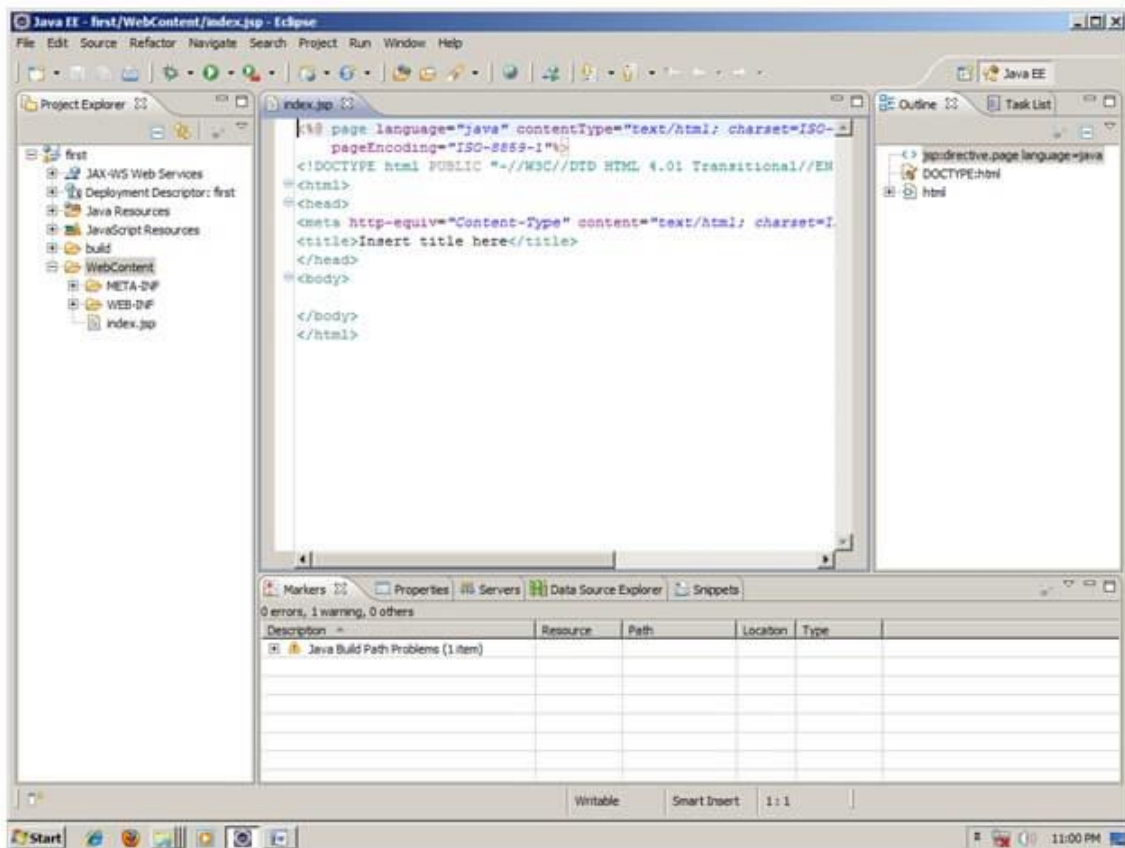 Java EE - first/WebContent/index.jsp - Eclipse
File Edit Source Refactor Navigate Search Project Run Window Help
Java EE
Project Explorer
first
JAX-WS Web Services
Deployment Descriptor: first
Java Resources
JavaScript Resources
build
WebContent
META-INF
WEB-INF
index.jsp
index.jsp
<%@ page language="java" contentType="text/html; charset=ISO-
pageEncoding="ISO-8859-1"%>
<!DOCTYPE html PUBLIC "-//W3C//DTD HTML 4.01 Transitional//EN
<html>
<head>
<meta http-equiv="Content-Type" content="text/html; charset=I
<title>Insert title here</title>
</head>
<body>
</body>
</html>
Outline Task List
jsp:directive.page language=java
DOCTYPE:html
html
Markers Properties Servers Data Source Explorer Snippets
0 errors, 1 warning, 0 others
Description Resource Path Location Type
Java Build Path Problems (1 item)
Writable Smart Insert 1 : 1
Start 11:00 PM